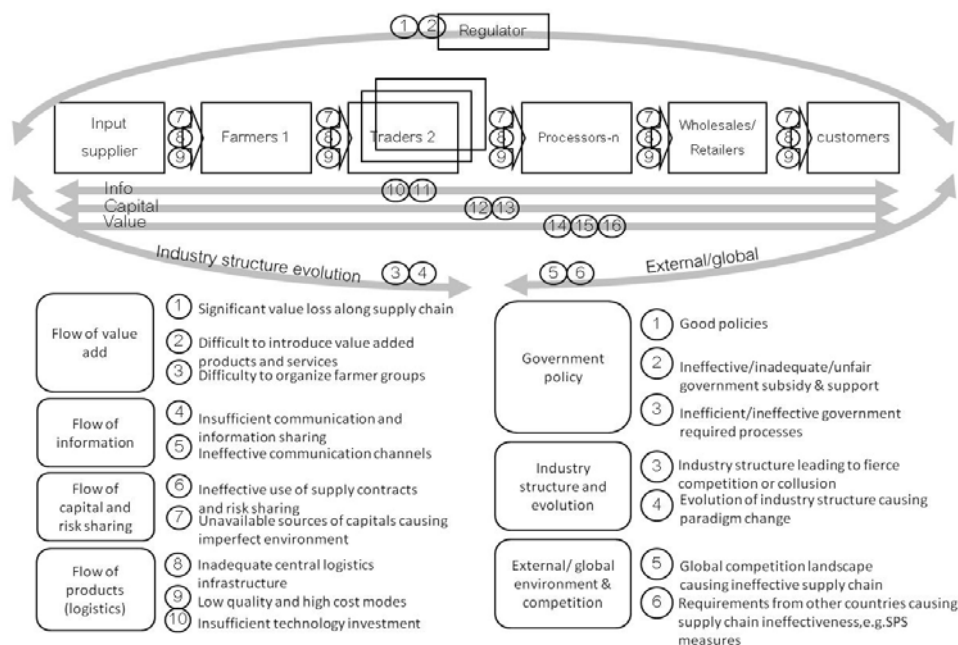 1 2 Regulator
Input
supplier
7
8
9
Farmers 1
7
8
9
Traders 2
7
8
9
Processors-n
7
8
9
Wholesales/
Retailers
7
8
9
customers
Info
10 11
Capital
12 13
Value
14 15 16
Industry structure evolution
3 4
5 6
External/global
Flow of value
add
1 Significant value loss along supply chain
2 Difficult to introduce value added
products and services
3 Difficulty to organize farmer groups
Flow of
information
4 Insufficient communication and
information sharing
5 Ineffective communication channels
Flow of
capital and
risk sharing
6 Ineffective use of supply contracts
and risk sharing
7 Unavailable sources of capitals causing
imperfect environment
Flow of
products
(logistics)
8 Inadequate central logistics
infrastructure
9 Low quality and high cost modes
10 Insufficient technology investment
Government
policy
1 Good policies
2 Ineffective/inadequate/unfair
government subsidy & support
3 Inefficient/ineffective government
required processes
Industry
structure and
evolution
3 Industry structure leading to fierce
competition or collusion
4 Evolution of industry structure causing
paradigm change
External/ global
environment &
competition
5 Global competition landscape
causing ineffective supply chain
6 Requirements from other countries causing
supply chain ineffectiveness,e.g.SPS
measures